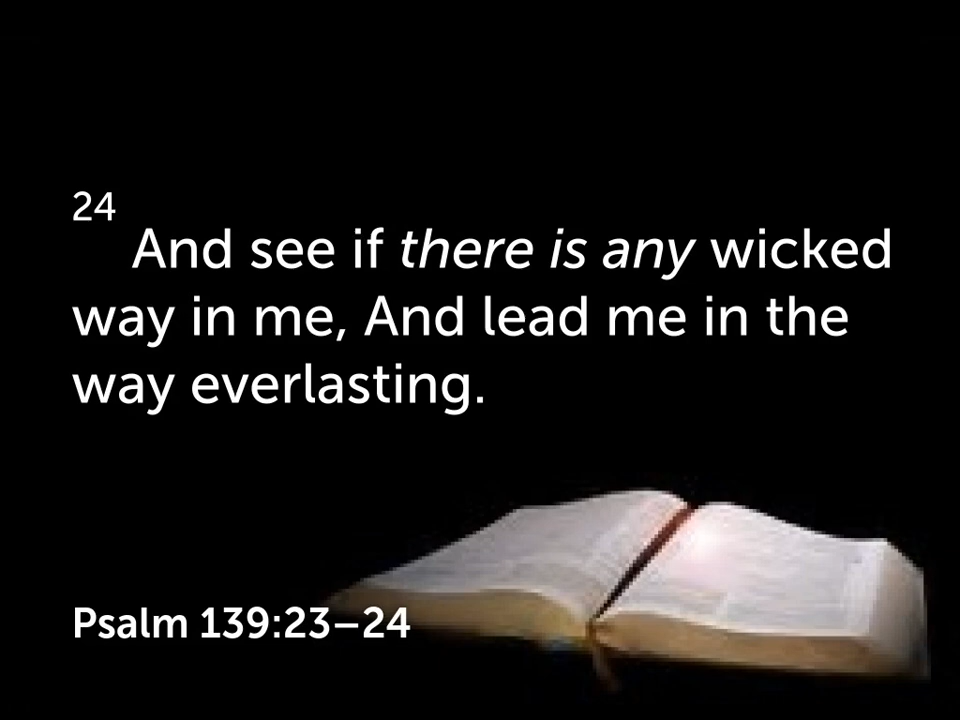 24
And see if there is any wicked
way in me, And lead me in the
way everlasting.
Psalm 139:23–24